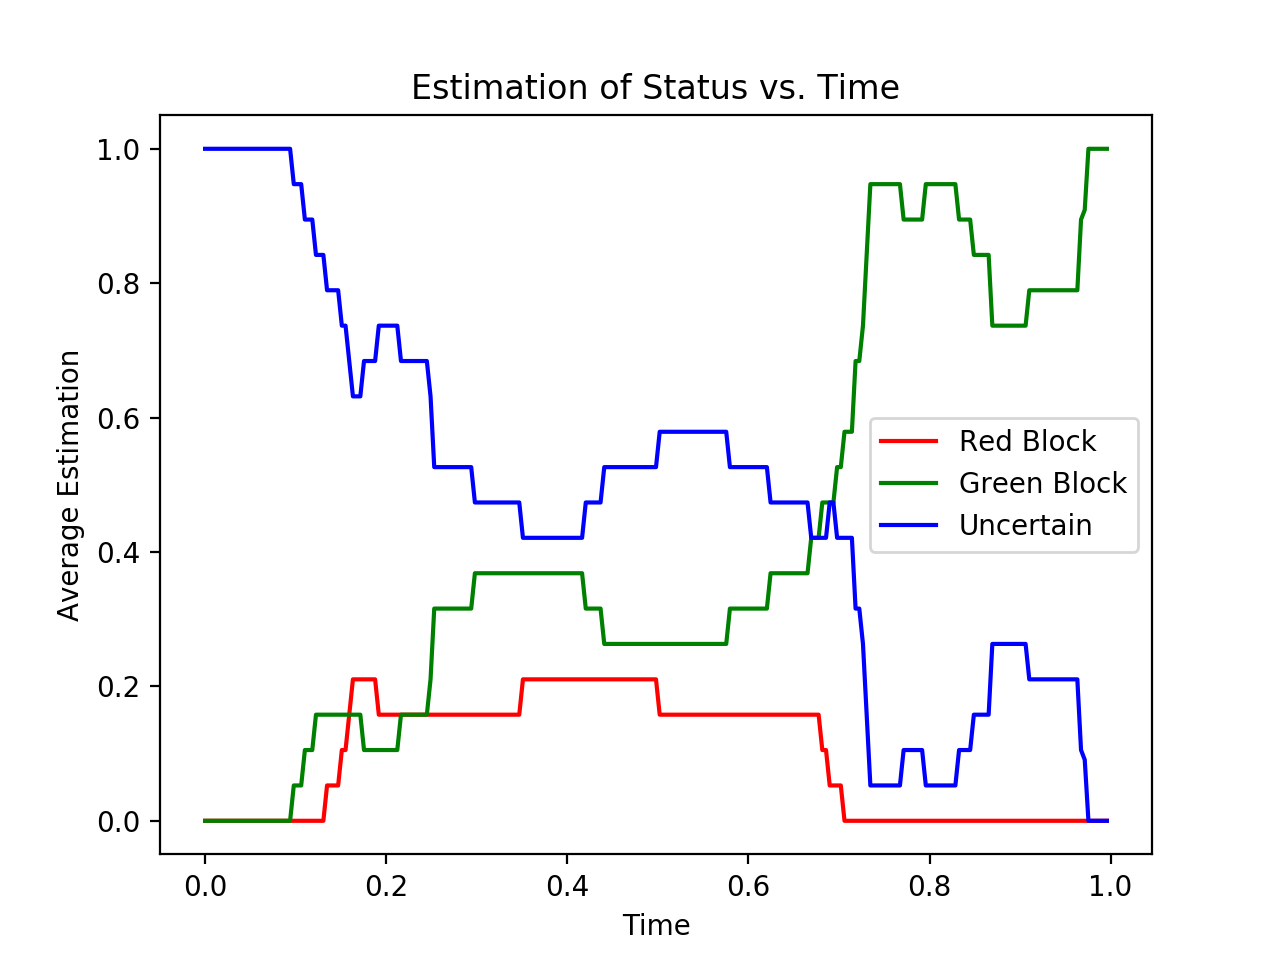 Estimation of Status vs. Time
1.0
0.8
0.6
0.4
0.2
0.0
Average Estimation
Red Block
Green Block
Uncertain
0.0 0.2 0.4 0.6 0.8 1.0
Time